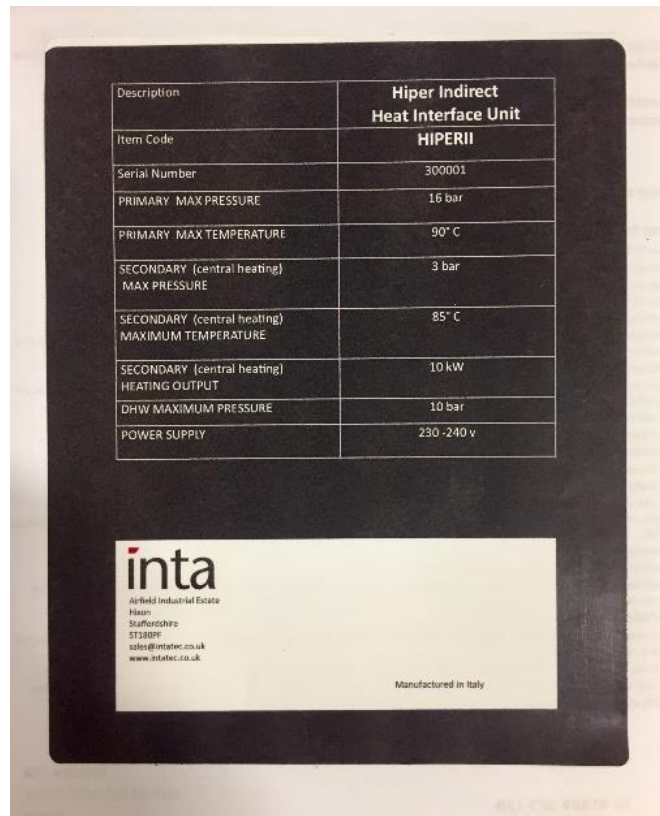 Description
Hiper Indirect
Heat Interface Unit
Item Code
HIPERII
Serial Number
300001
PRIMARY MAX PRESSURE
16 bar
PRIMARY MAX TEMPERATURE
90° C
SECONDARY (central heating)
MAX PRESSURE
3 bar
SECONDARY (central heating)
MAXIMUM TEMPERATURE
85° C
SECONDARY (central heating)
HEATING OUTPUT
10 kW
DHW MAXIMUM PRESSURE
10 bar
POWER SUPPLY
230 -240 v
inta
Airfield Industrial Estate
Hixon
Staffordshire
ST180PF
sales@intatec.co.uk
www.intatec.co.uk
Manufactured in Italy